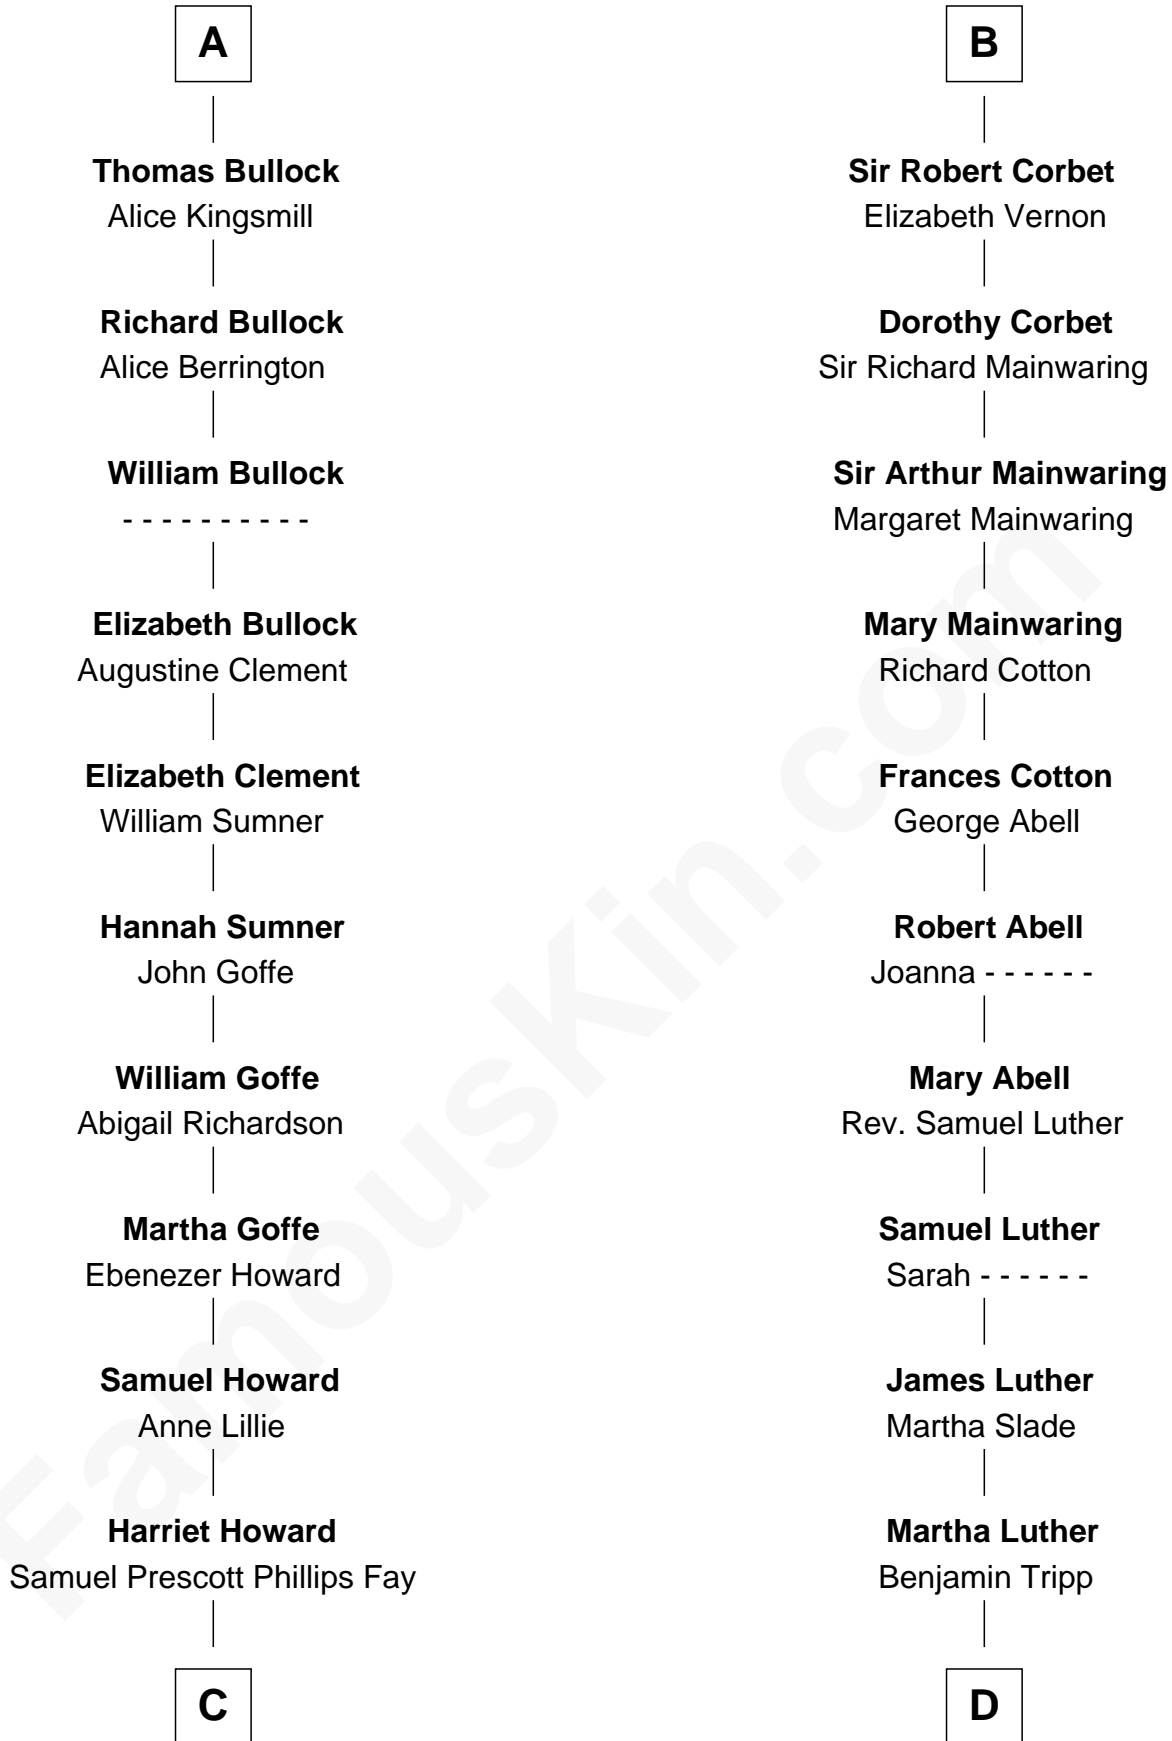 A
Thomas Bullock
Alice Kingsmill
Richard Bullock
Alice Berrington
William Bullock
- - - - - - - - - -
Elizabeth Bullock
Augustine Clement
Elizabeth Clement
William Sumner
Hannah Sumner
John Goffe
William Goffe
Abigail Richardson
Martha Goffe
Ebenezer Howard
Samuel Howard
Anne Lillie
Harriet Howard
Samuel Prescott Phillips Fay
C
B
Sir Robert Corbet
Elizabeth Vernon
Dorothy Corbet
Sir Richard Mainwaring
Sir Arthur Mainwaring
Margaret Mainwaring
Mary Mainwaring
Richard Cotton
Frances Cotton
George Abell
Robert Abell
Joanna - - - - - -
Mary Abell
Rev. Samuel Luther
Samuel Luther
Sarah - - - - - -
James Luther
Martha Slade
Martha Luther
Benjamin Tripp
D
FamousKin.com